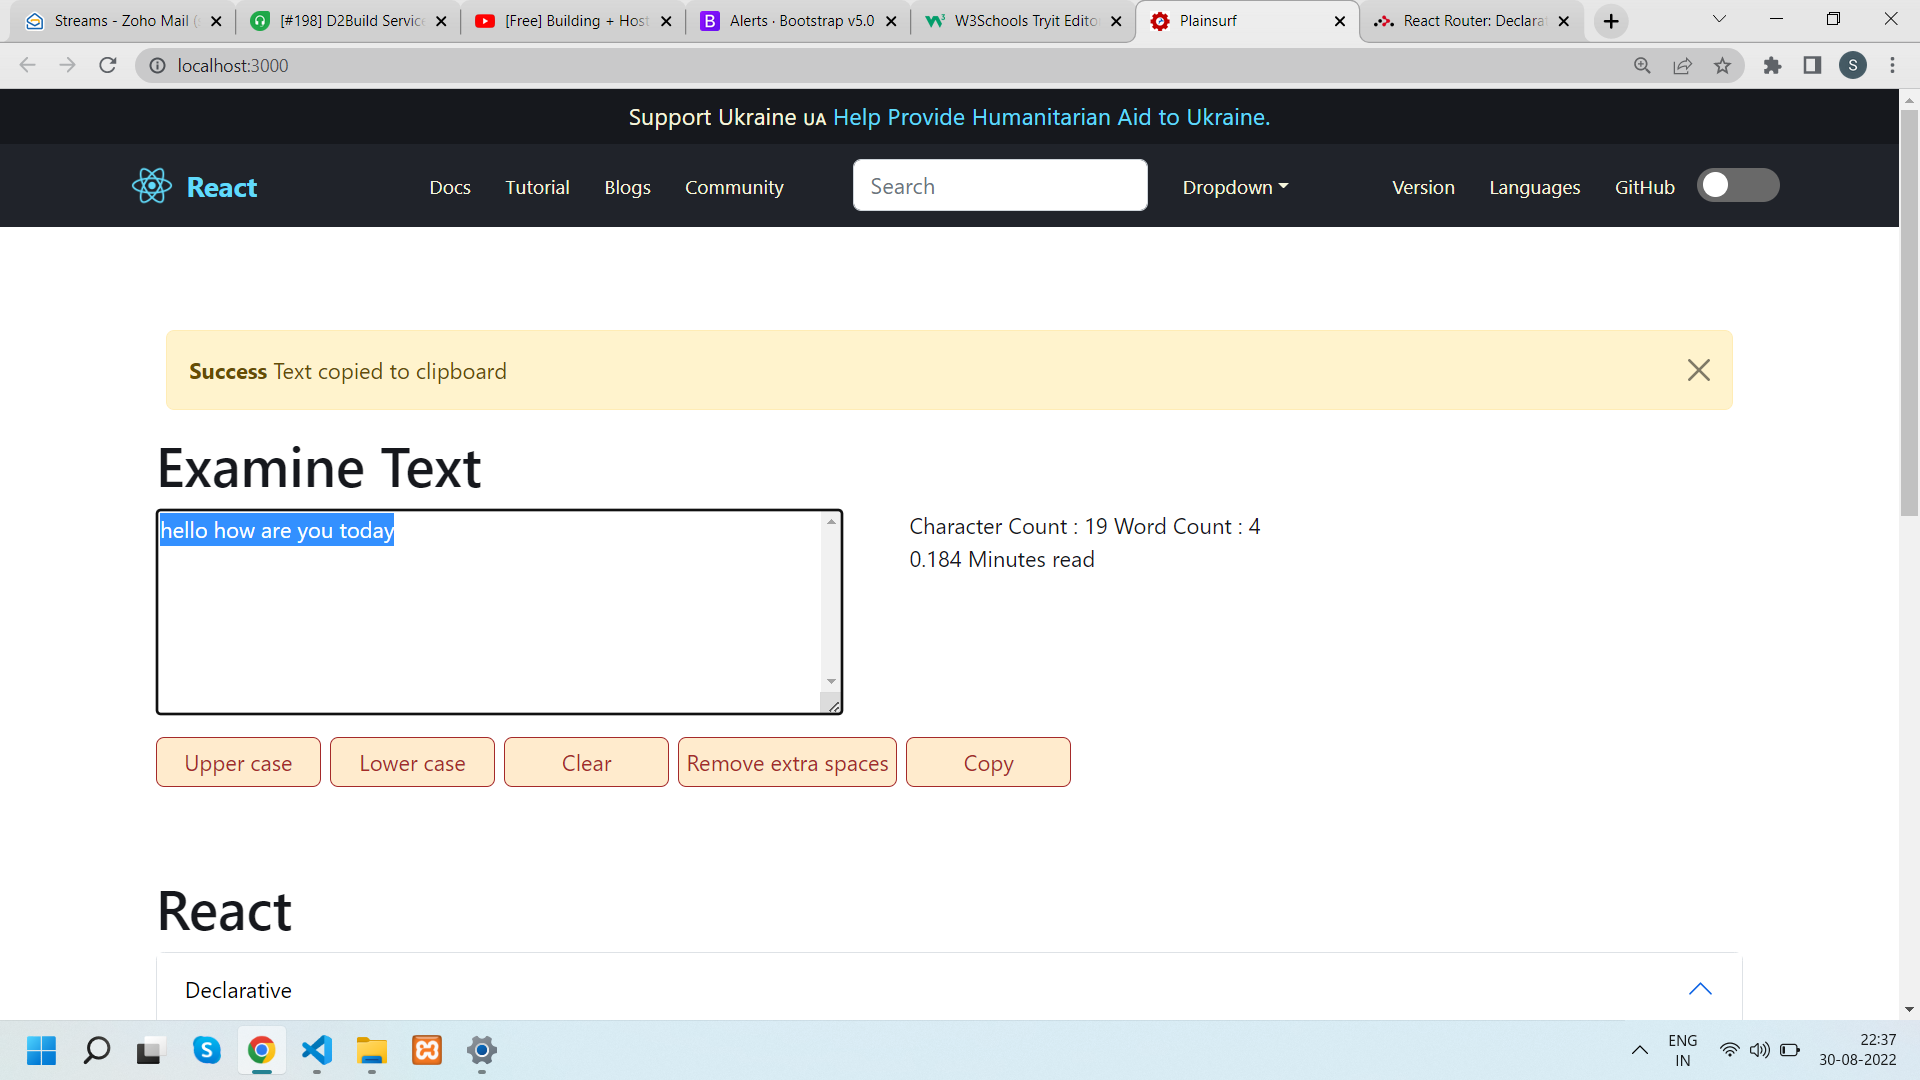 Streams - Zoho Mail (
[#198] D2Build Service
[Free] Building + Host
Alerts · Bootstrap v5.0
W3Schools Tryit Edito
Plainsurf
React Router: Declara
localhost:3000
S
Support Ukraine UA Help Provide Humanitarian Aid to Ukraine.
React
Docs
Tutorial
Blogs
Community
Search
Dropdown
Version
Languages
GitHub
Success Text copied to clipboard
Examine Text
hello how are you today
Character Count : 19 Word Count : 4
0.184 Minutes read
Upper case
Lower case
Clear
Remove extra spaces
Copy
React
Declarative
ENG
IN
22:37
30-08-2022